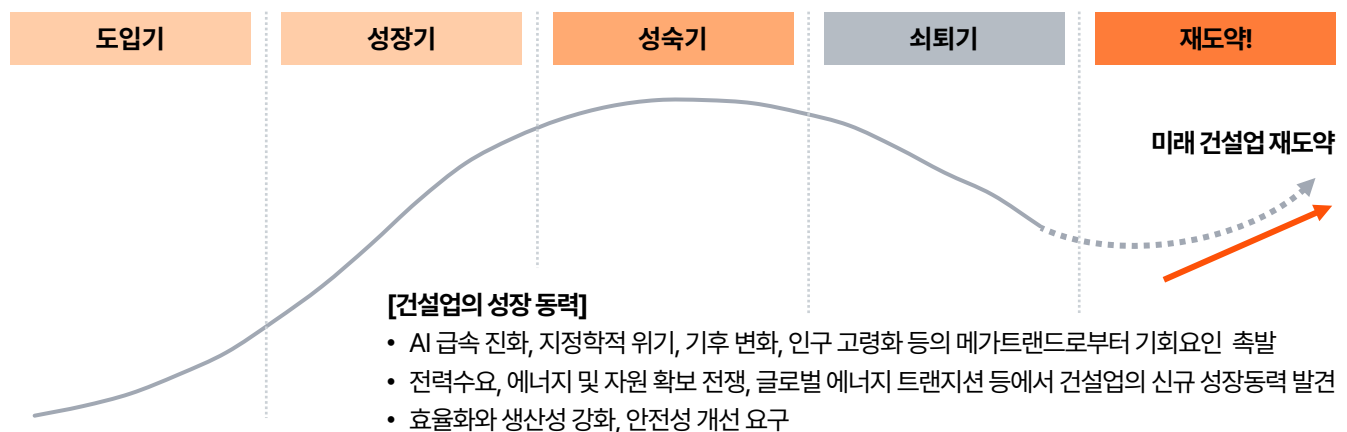 도입기
성장기
성숙기
쇠퇴기
재도약!
미래 건설업 재도약
[건설업의 성장 동력]
• AI 급속 진화, 지정학적 위기, 기후 변화, 인구 고령화 등의 메가트랜드로부터 기회요인 촉발
• 전력수요, 에너지 및 자원 확보 전쟁, 글로벌 에너지 트랜지션 등에서 건설업의 신규 성장동력 발견
• 효율화와 생산성 강화, 안전성 개선 요구